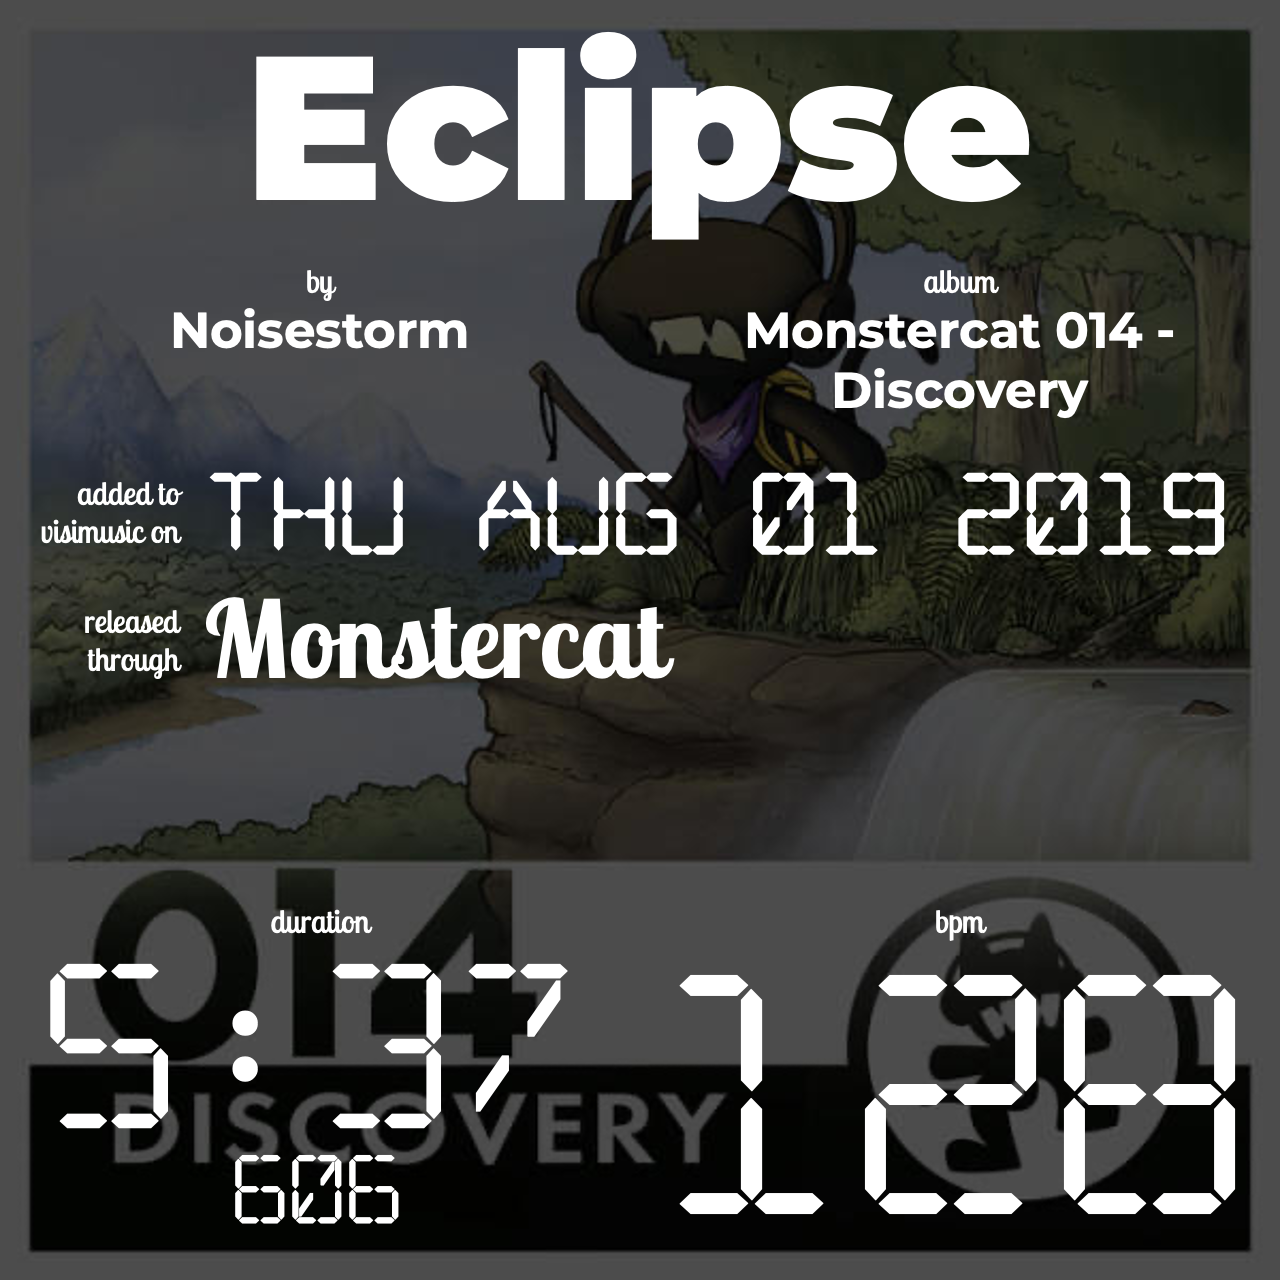 Eclipse
by
Noisestorm
album
Monstercat 014 -
Discovery
added to
visimusic on
THU AUG 01 2019
released
through
Monstercat
014
DISCOVERY
duration
5:37
606
bpm
128